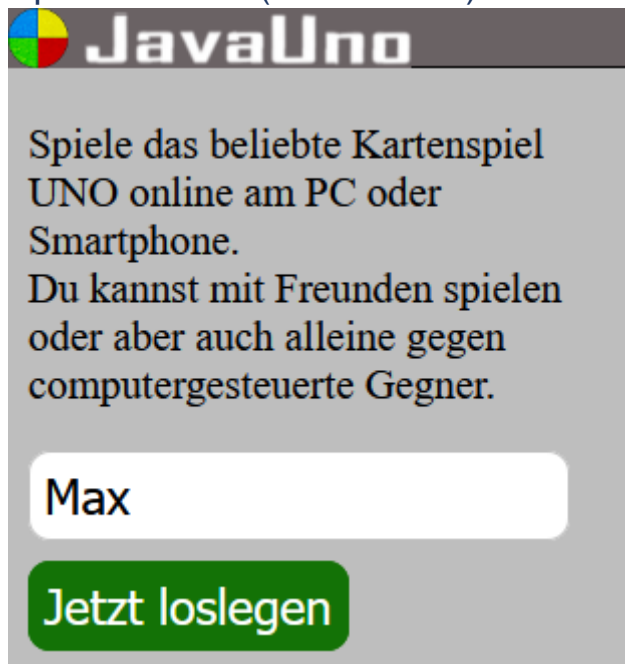 JavaUno
Spiele das beliebte Kartenspiel
UNO online am PC oder
Smartphone.
Du kannst mit Freunden spielen
oder aber auch alleine gegen
computergesteuerte Gegner.
Max
Jetzt loslegen